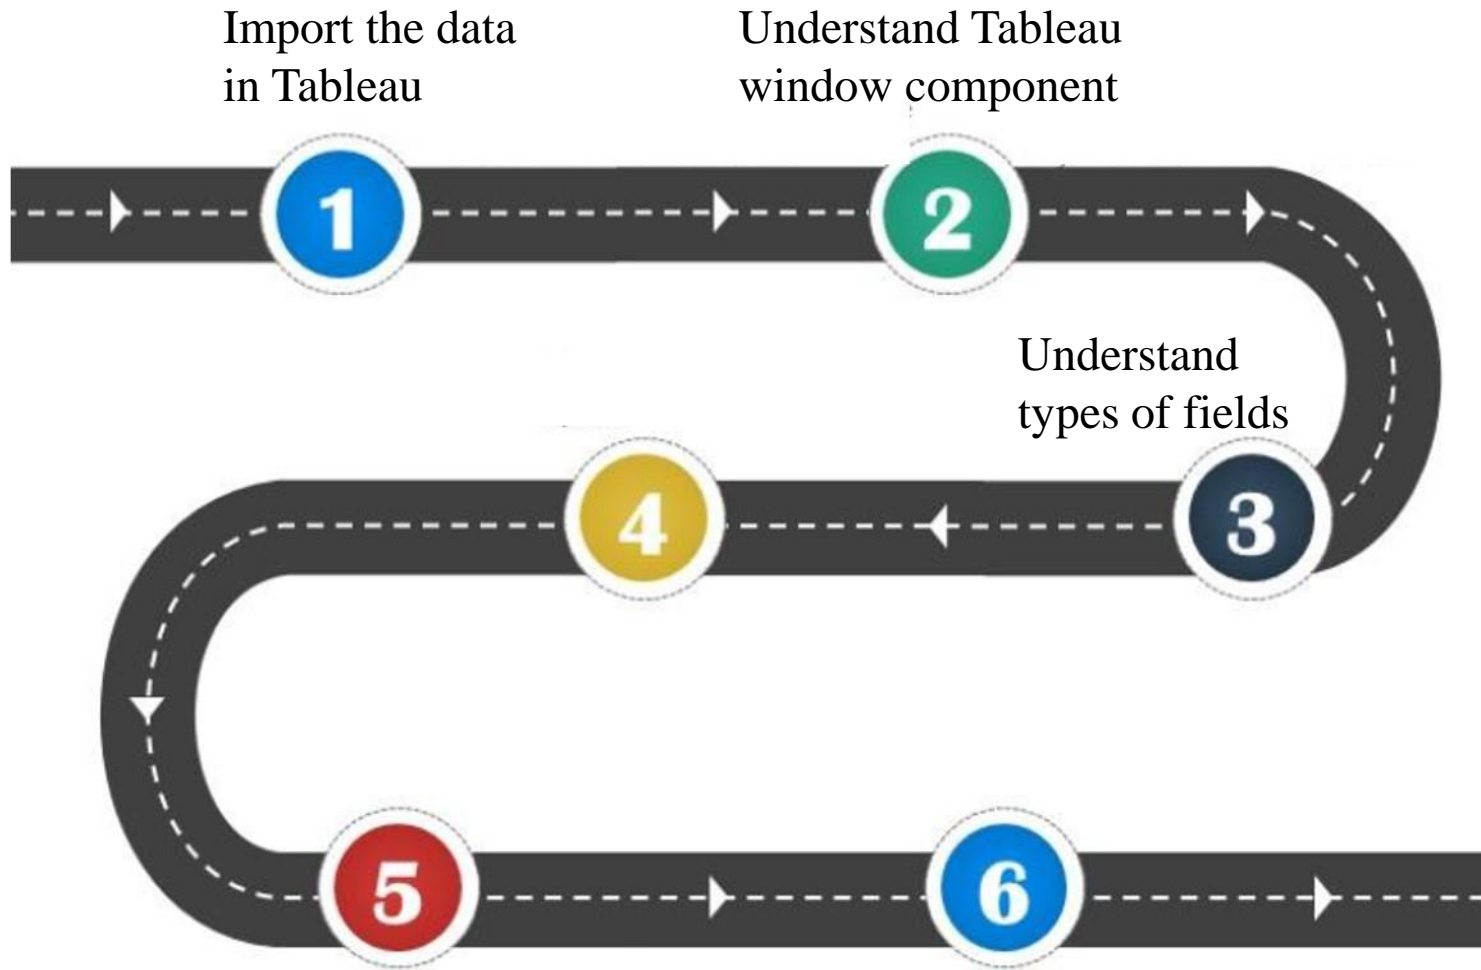 Import the data
in Tableau
Understand Tableau
window component
1
2
Understand
types of fields
4
3
5
6